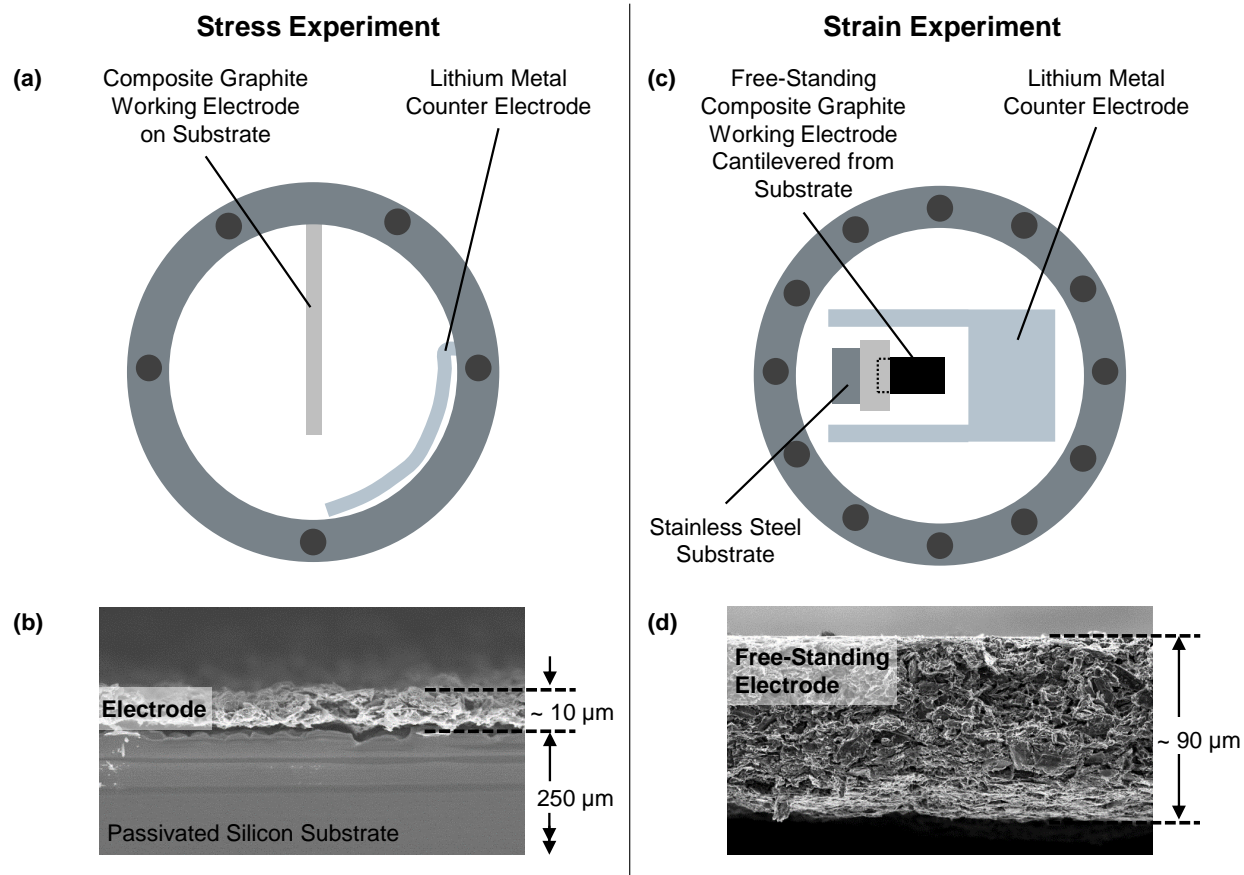 Stress Experiment
(a)
Composite Graphite
Working Electrode
on Substrate
Lithium Metal
Counter Electrode
(b)
Electrode
~ 10 µm
250 µm
Passivated Silicon Substrate
Strain Experiment
(c)
Free-Standing
Composite Graphite
Working Electrode
Cantilevered from
Substrate
Lithium Metal
Counter Electrode
Stainless Steel
Substrate
(d)
Free-Standing
Electrode
~ 90 µm